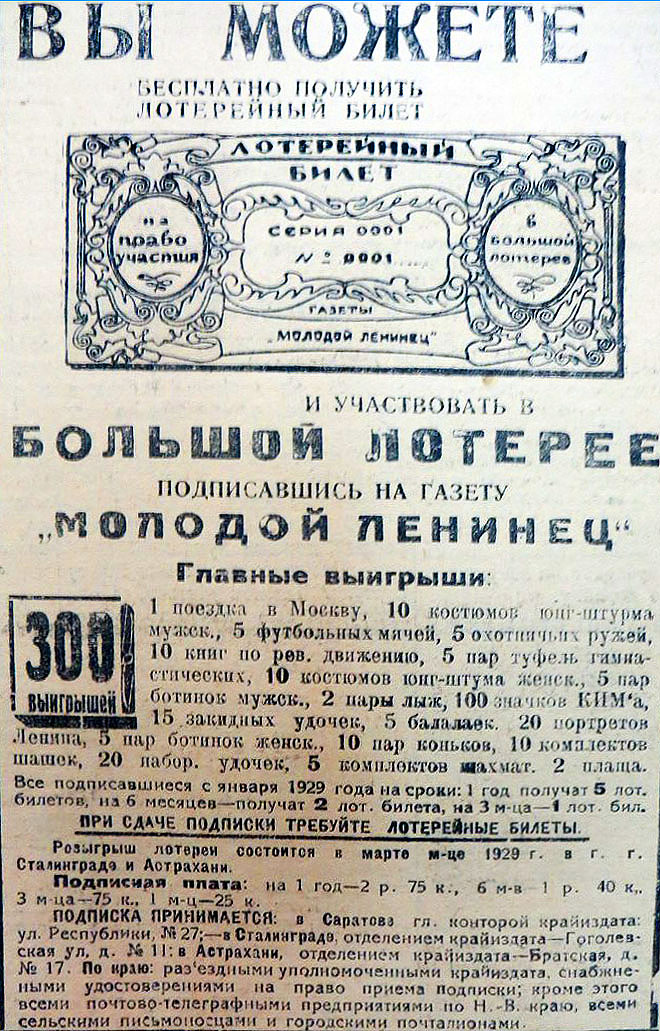 ВЫ МОЖЕТЕ
БЕСПЛАТНО ПОЛУЧИТЬ
ЛОТЕРЕЙНЫЙ БИЛЕТ
ЛОТЕРЕЙНЫЙ
БИЛЕТ
на
право
участия
СЕРИЯ 0001
№ 0001
ГАЗЕТЫ
„МОЛОДОЙ ЛЕНИНЕЦ"
в
большой
лотерее
И УЧАСТВОВАТЬ В
БОЛЬШОЙ ЛОТЕРЕЕ
ПОДПИСАВШИСЬ НА ГАЗЕТУ
„МОЛОДОЙ ЛЕНИНЕЦ"
Главные выигрыши:
300!
ВЫИГРЫШЕЙ
1 поездка в Москву, 10 костюмов юнг-штурма
мужск., 5 футбольных мячей, 5 охотничьих ружей,
10 книг по рев. движению, 5 пар туфель гимна-
стических, 10 костюмов юнг-штума женск., 5 пар
ботинок мужск., 2 пары лыж, 100 значков КИМ'а,
15 закидных удочек, 5 балалаек. 20 портретов
Ленина, 5 пар ботинок женск., 10 пар коньков, 10 комплектов
шашек, 20 набор. удочек, 5 комплектов шахмат. 2 плаща.
Все подписавшиеся с января 1929 года на сроки: 1 год получат 5 лот.
билетов, на 6 месяцев—получат 2 лот. билета, на 3 м-ца—1 лот. бил.
ПРИ СДАЧЕ ПОДПИСКИ ТРЕБУЙТЕ ЛОТЕРЕЙНЫЕ БИЛЕТЫ.
Розыгрыш лотереи состоится в марте м-це 1929 г. в г. г.
Сталинграде и Астрахани.
Подписная плата: на 1 год—2 р. 75 к., 6 м-в—1 р. 40 к.,
3 м-ца—75 к., 1 м-ц—25 к.
ПОДПИСКА ПРИНИМАЕТСЯ: в Саратове гл. конторой крайиздата:
ул. Республики, № 27;—в Сталинграде, отделением крайиздата—Гоголев-
ская ул, д. № 11: в Астрахани, отделением крайиздата—Братская, д.
№ 17. По краю: раз'ездными уполномоченными крайиздата, снабжен-
ными удостоверениями на право приема подписки; кроме этого
всеми почтово-телеграфными предприятиями по Н.-В. краю, всеми
сельскими письмоносцами и городскими почталионами.